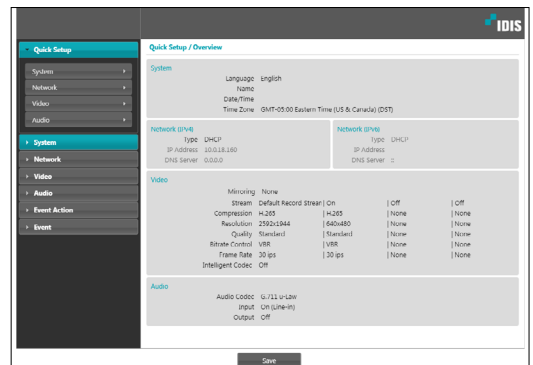 IDIS
Quick Setup
System
Network
Video
Audio
System
Network
Video
Audio
Event Action
Event
Quick Setup / Overview
System
Language English
Name
Date/Time
Time Zone GMT-05:00 Eastern Time (US & Canada) (DST)
Network (IPv4)
Type DHCP
IP Address 10.0.18.160
DNS Server 0.0.0.0
Network (IPv6)
Type DHCP
IP Address
DNS Server ::
Video
Mirroring None
Stream Default Record Strean | On | Off | Off
Compression H.265 | H.265 | None | None
Resolution 2592x1944 | 640x480 | None | None
Quality Standard | Standard | None | None
Bitrate Control VBR | VBR | None | None
Frame Rate 30 ips | 30 ips | None | None
Intelligent Codec Off
Audio
Audio Codec G.711 u-Law
Input On (Line-in)
Output Off
Save